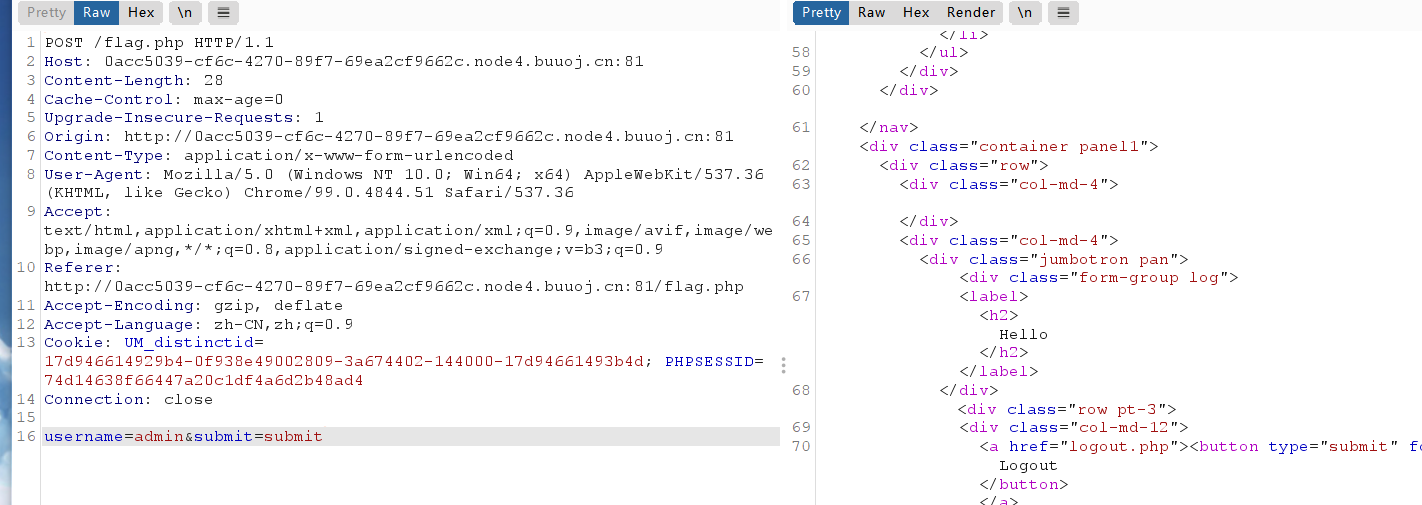 Pretty Raw Hex \n
1 POST /flag.php HTTP/1.1
2 Host: 0acc5039-cf6c-4270-89f7-69ea2cf9662c.node4.buuoj.cn:81
3 Content-Length: 28
4 Cache-Control: max-age=0
5 Upgrade-Insecure-Requests: 1
6 Origin: http://0acc5039-cf6c-4270-89f7-69ea2cf9662c.node4.buuoj.cn:81
7 Content-Type: application/x-www-form-urlencoded
8 User-Agent: Mozilla/5.0 (Windows NT 10.0; Win64; x64) AppleWebKit/537.36
(KHTML, like Gecko) Chrome/99.0.4844.51 Safari/537.36
9 Accept:
text/html,application/xhtml+xml,application/xml;q=0.9,image/avif,image/we
bp,image/apng,*/*;q=0.8,application/signed-exchange;v=b3;q=0.9
10 Referer:
http://0acc5039-cf6c-4270-89f7-69ea2cf9662c.node4.buuoj.cn:81/flag.php
11 Accept-Encoding: gzip, deflate
12 Accept-Language: zh-CN,zh;q=0.9
13 Cookie: UM_distinctid=
17d946614929b4-0f938e49002809-3a674402-144000-17d94661493b4d; PHPSESSID=
74d14638f66447a20c1df4a6d2b48ad4
14 Connection: close
15
16 username=admin&submit=submit
Pretty Raw Hex Render \n
</li>
58 </ul>
59 </div>
60 </div>
61 </nav>
<div class="container panel1">
62 <div class="row">
63 <div class="col-md-4">
64 </div>
65 <div class="col-md-4">
66 <div class="jumbotron pan">
<div class="form-group log">
67 <label>
<h2>
Hello
</h2>
</label>
68 </div>
<div class="row pt-3">
69 <div class="col-md-12">
70 <a href="logout.php"><button type="submit" fo
Logout
</button>
</a>